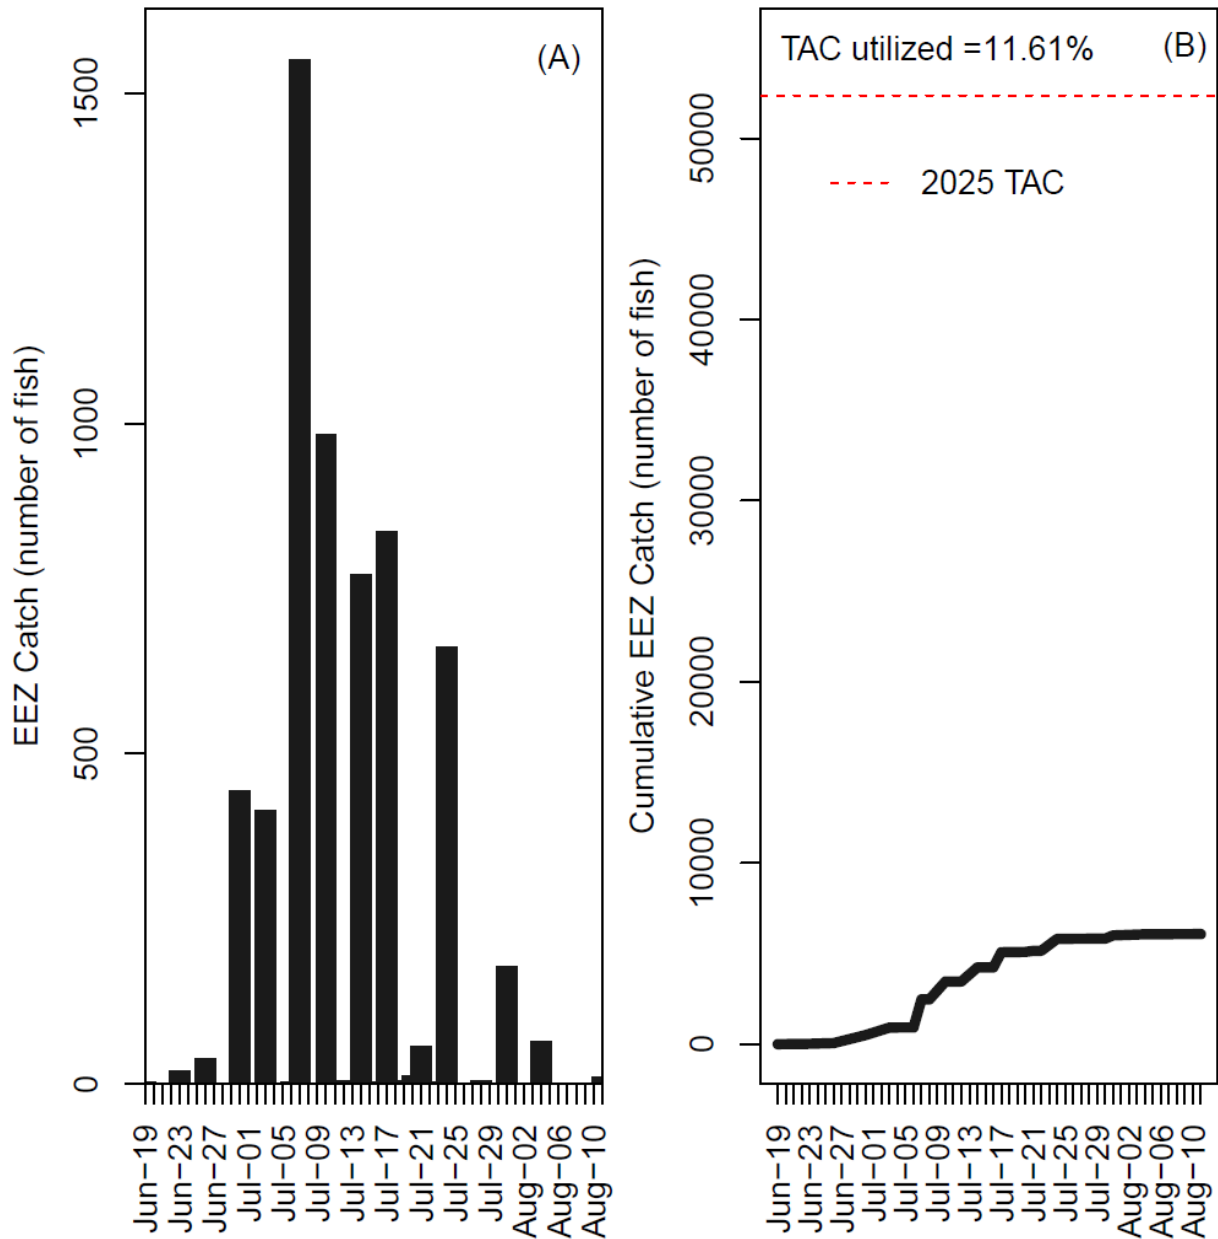 (A)
EEZ Catch (number of fish)
1500
1000
500
0
Jun-19
Jun-23
Jun-27
Jul-01
Jul-05
Jul-09
Jul-13
Jul-17
Jul-21
Jul-25
Jul-29
Aug-02
Aug-06
Aug-10
TAC utilized =11.61%
(B)
2025 TAC
Cumulative EEZ Catch (number of fish)
50000
40000
30000
20000
10000
0
Jun-19
Jun-23
Jun-27
Jul-01
Jul-05
Jul-09
Jul-13
Jul-17
Jul-21
Jul-25
Jul-29
Aug-02
Aug-06
Aug-10